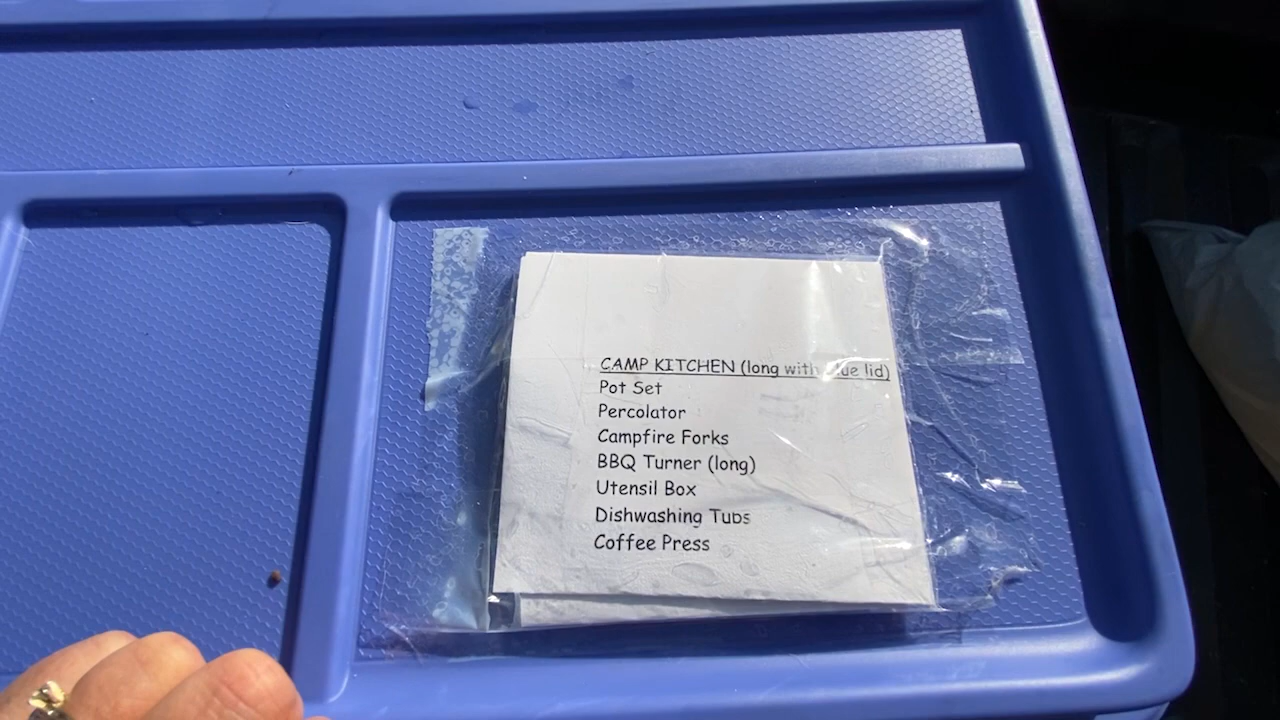 CAMP KITCHEN (long with blue lid)
Pot Set
Percolator
Campfire Forks
BBQ Turner (long)
Utensil Box
Dishwashing Tubs
Coffee Press